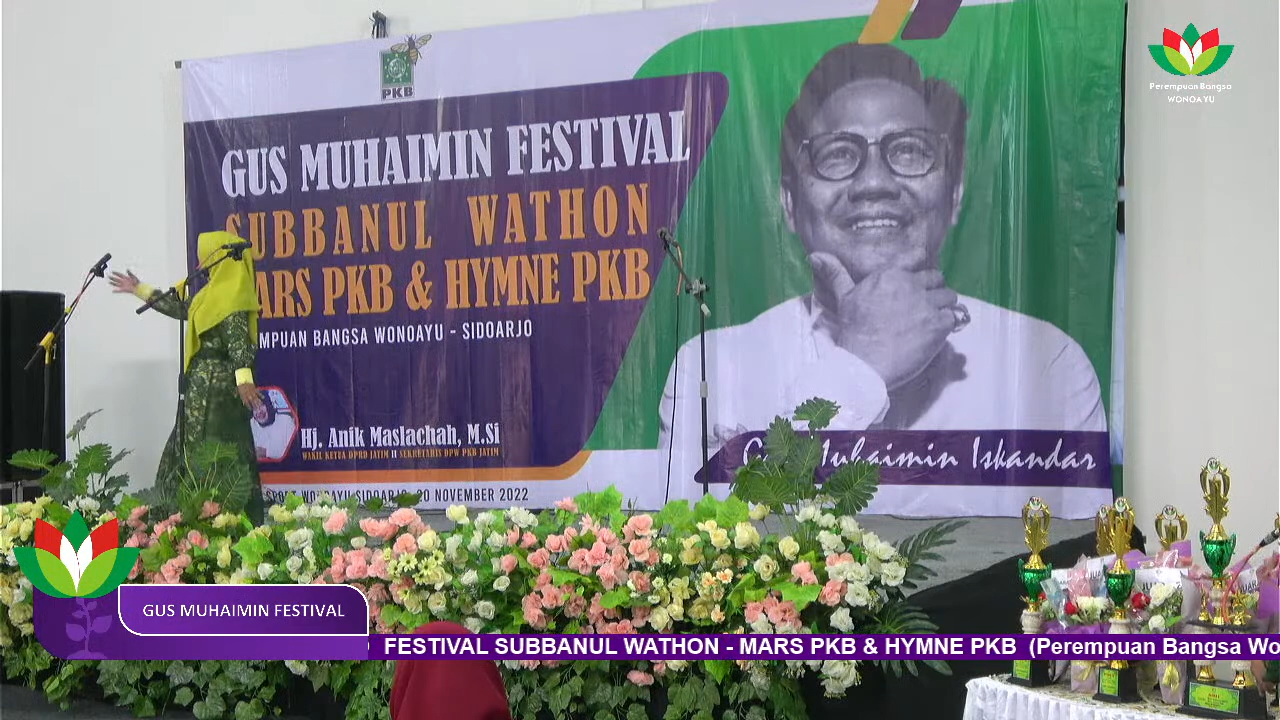 PKB
GUS MUHAIMIN FESTIVAL
SUBBANUL WATHON
MARS PKB & HYMNE PKB
MPUAN BANGSA WONOAYU - SIDOARJO
Hj. Anik Maslachah, M.Si
WAKIL KETUA DPRD JATIM II SEKRETARIS DPW PKB JATIM
WONOAYU SIDOARJO, 20 NOVEMBER 2022
Muhaimin Iskandar
Perempuan Bangsa
WONOAYU
GUS MUHAIMIN FESTIVAL
FESTIVAL SUBBANUL WATHON - MARS PKB & HYMNE PKB (Perempuan Bangsa Wo